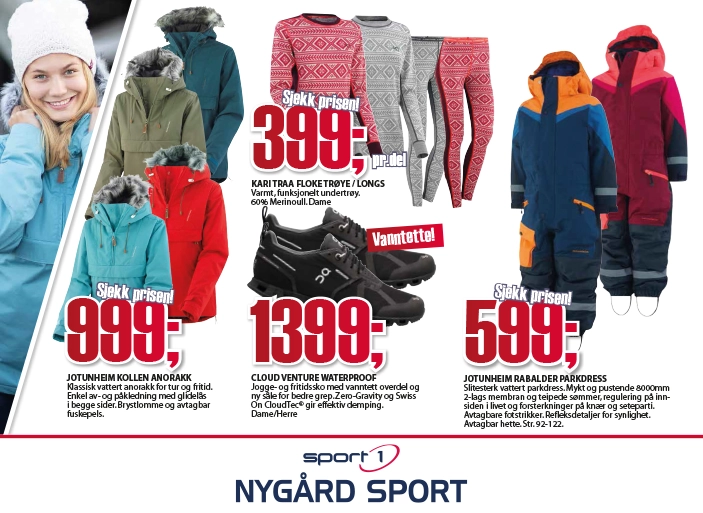 Sjekk prisen!
399;
pr.del
KARI TRAA FLOKE TRØYE / LONGS
Varmt, funksjonelt undertrøy.
60% Merinoull. Dame
Vanntette!
Sjekk prisen!
999;
JOTUNHEIM KOLLEN ANORAKK
Klassisk vattert anorakk for tur og fritid.
Enkel av- og påkledning med glidelås
i begge sider. Brystlomme og avtagbar
fuskepels.
1399;
CLOUD VENTURE WATERPROOF
Jogge- og fritidssko med vanntett overdel og
ny såle for bedre grep. Zero-Gravity og Swiss
On CloudTec® gir effektiv demping.
Dame/Herre
Sjekk prisen!
599;
JOTUNHEIM RABALDER PARKDRESS
Slitesterk vattert parkdress. Mykt og pustende 8000mm
2-lags membran og teipede sømmer, regulering på inn-
siden i livet og forsterkninger på knær og seteparti.
Avtagbare fotstrikker. Refleksdetaljer for synlighet.
Avtagbar hette. Str. 92-122.
sport 1
NYGÅRD SPORT